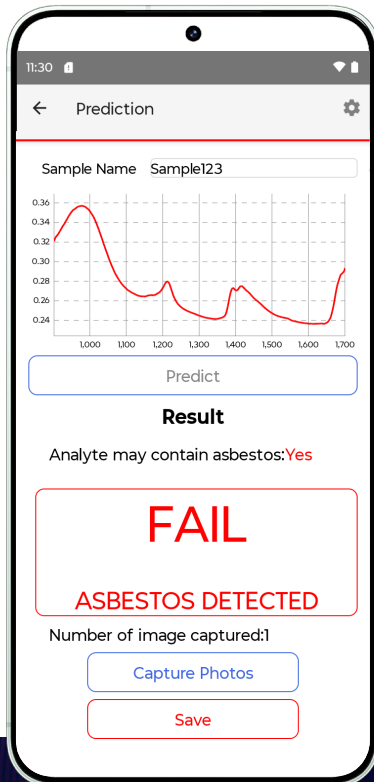 11:30
Prediction
Sample Name Sample123
0.36
0.34
0.32
0.30
0.28
0.26
0.24
1,000 1,100 1,200 1,300 1,400 1,500 1,600 1,700
Predict
Result
Analyte may contain asbestos:Yes
FAIL
ASBESTOS DETECTED
Number of image captured:1
Capture Photos
Save